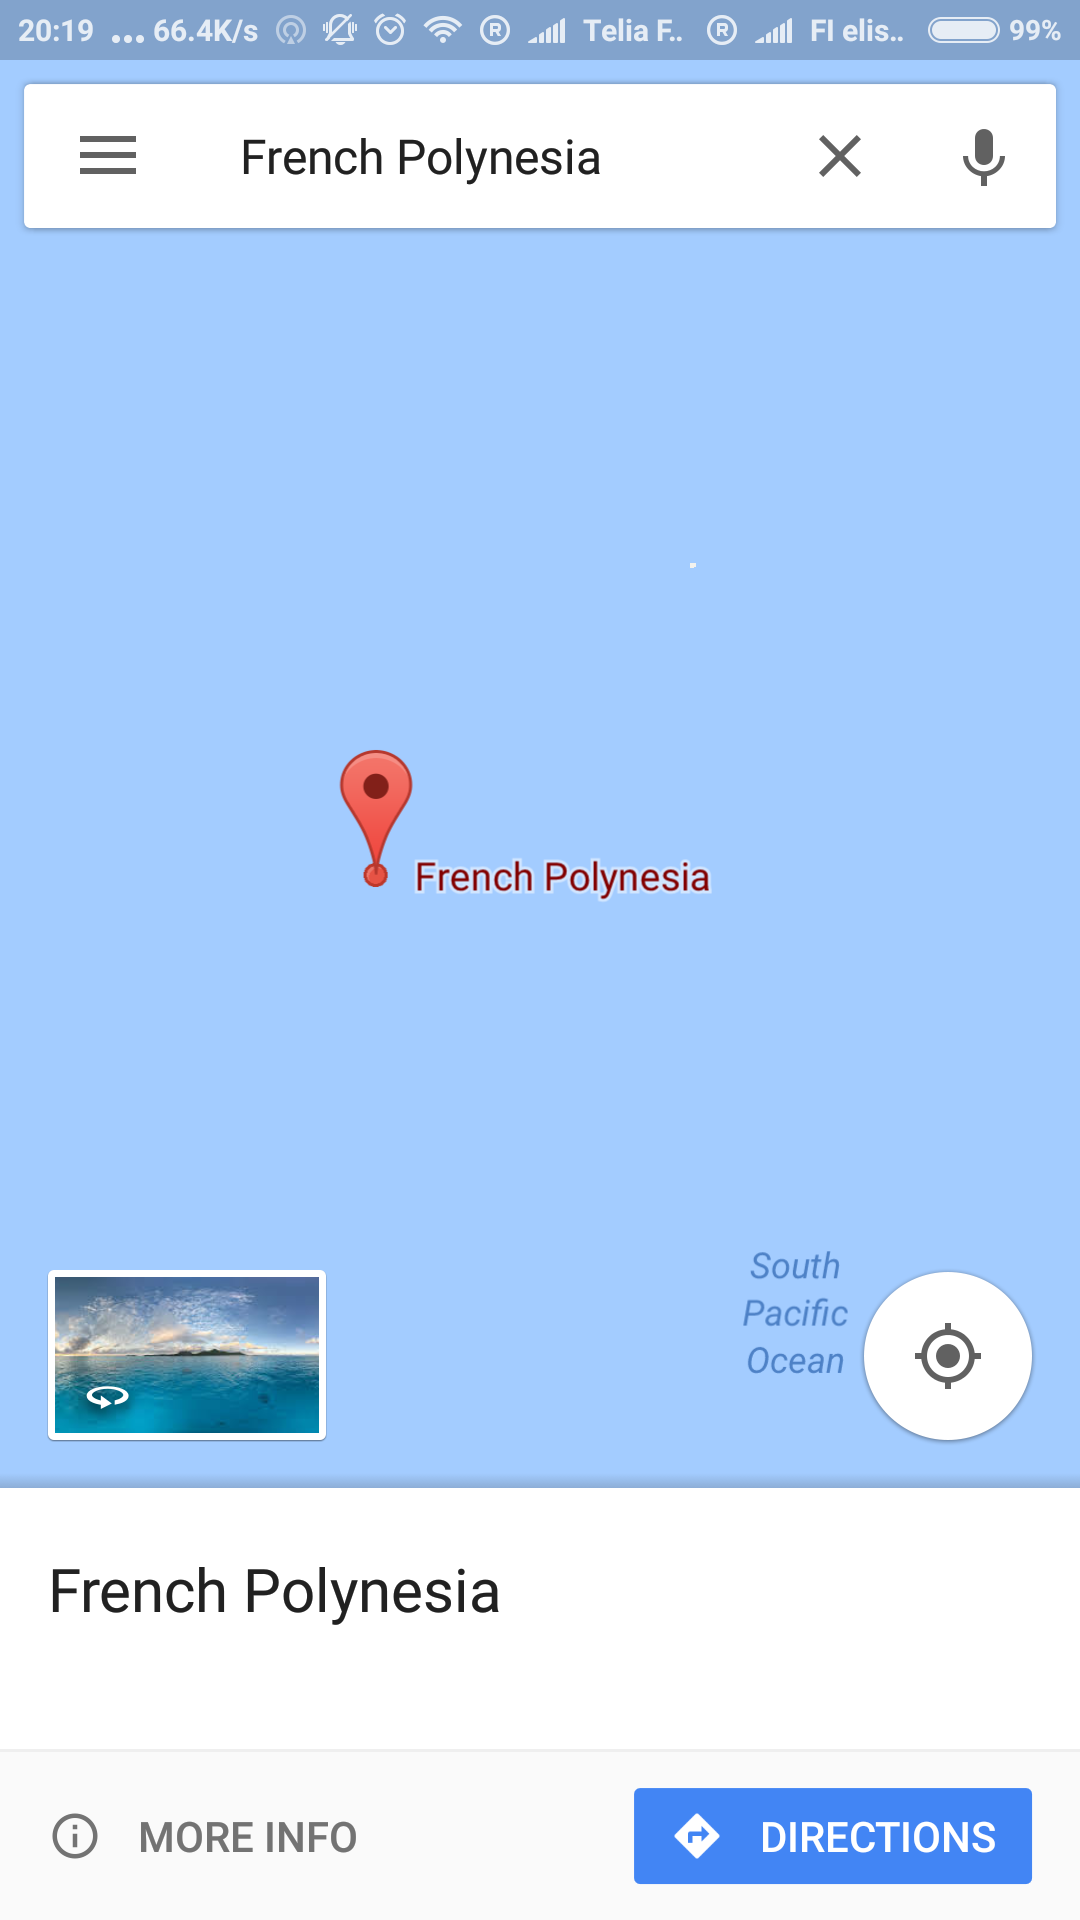 20:19 ... 66.4K/s R Telia F.. R FI elis.. 99%
French Polynesia
French Polynesia
South
Pacific
Ocean
French Polynesia
MORE INFO
DIRECTIONS